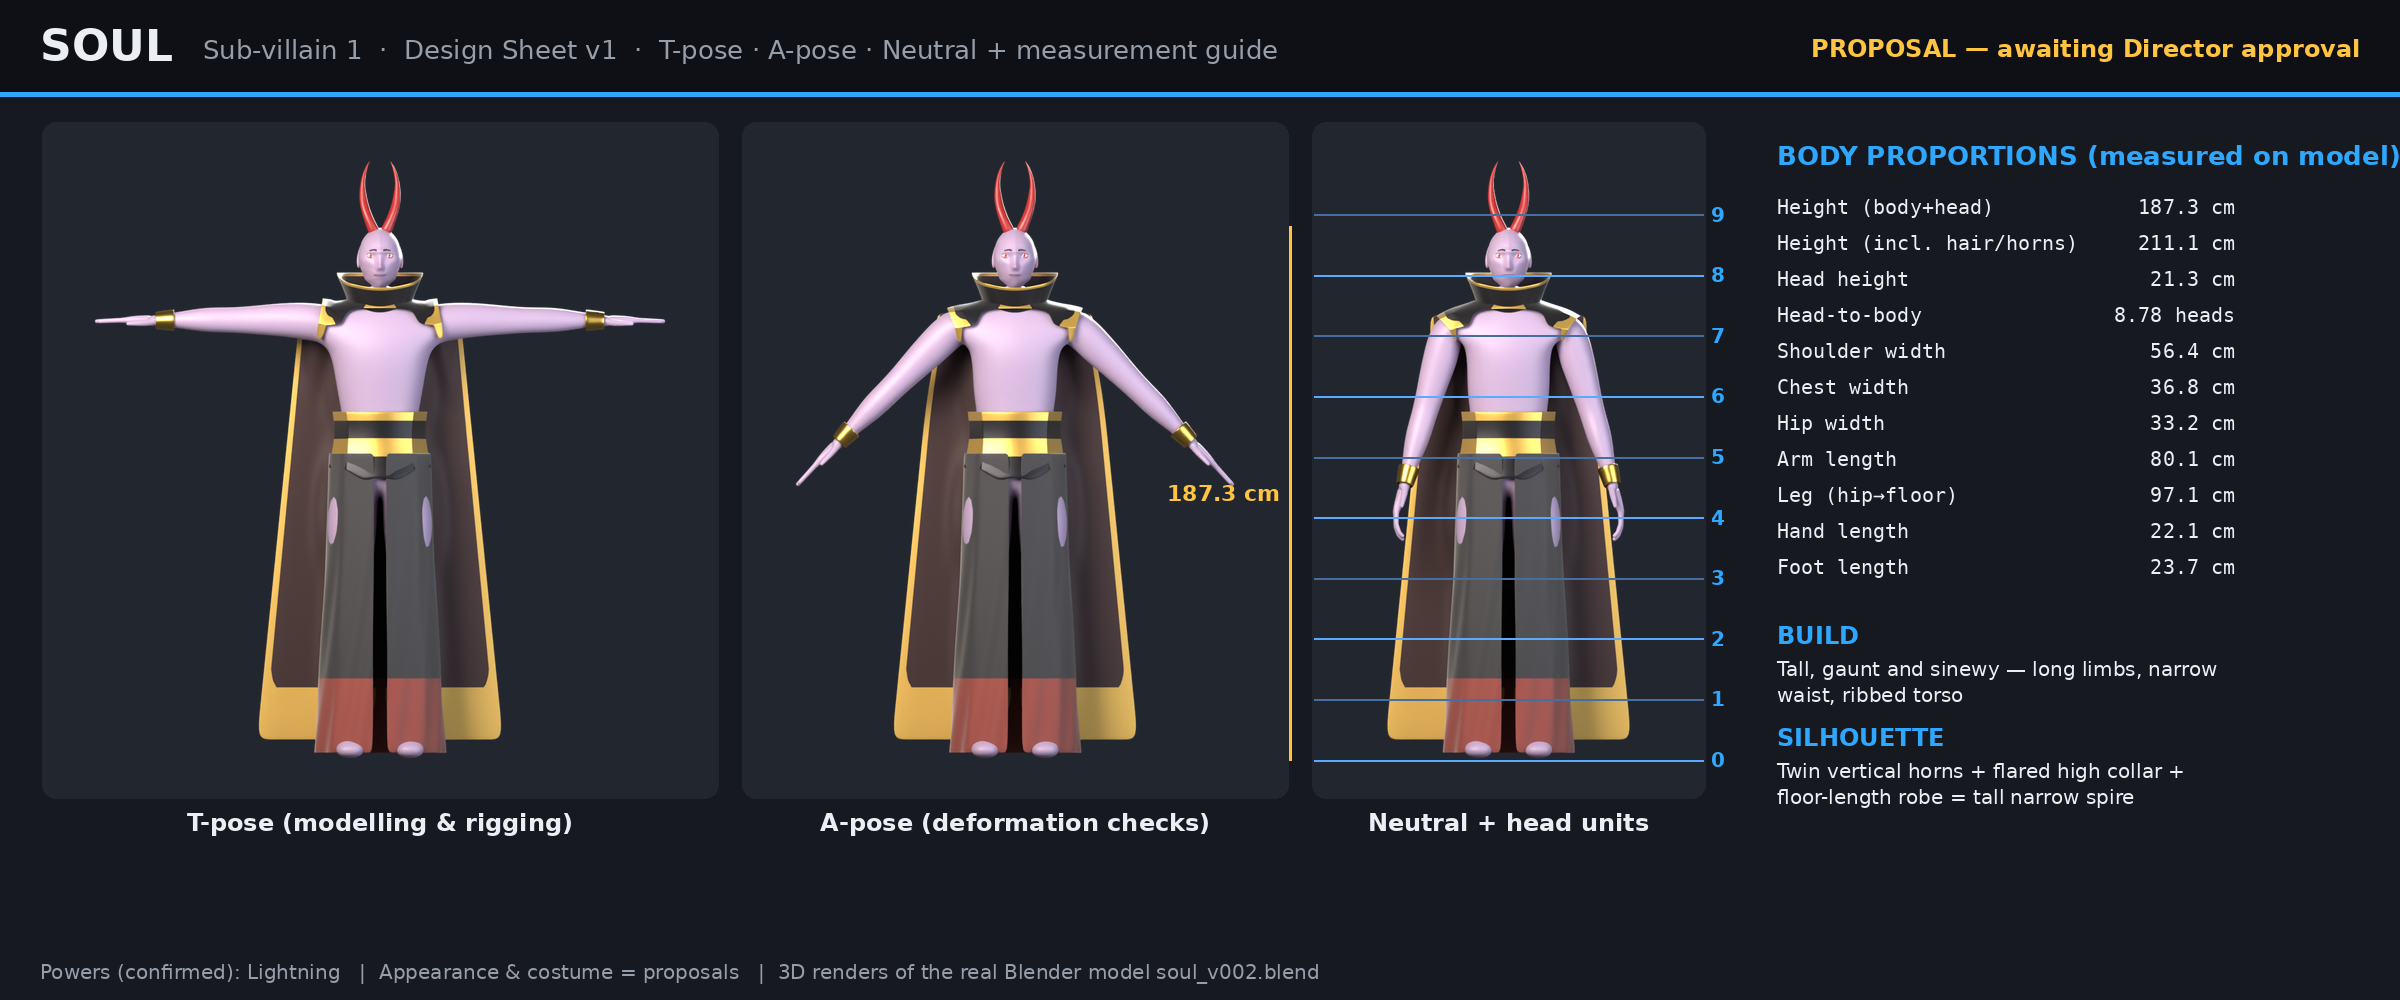 SOUL Sub-villain 1 · Design Sheet v1 · T-pose · A-pose · Neutral + measurement guide
PROPOSAL — awaiting Director approval
187.3 cm
9
8
7
6
5
4
3
2
1
0
T-pose (modelling & rigging)
A-pose (deformation checks)
Neutral + head units
BODY PROPORTIONS (measured on model)
Height (body+head) 187.3 cm
Height (incl. hair/horns) 211.1 cm
Head height 21.3 cm
Head-to-body 8.78 heads
Shoulder width 56.4 cm
Chest width 36.8 cm
Hip width 33.2 cm
Arm length 80.1 cm
Leg (hip→floor) 97.1 cm
Hand length 22.1 cm
Foot length 23.7 cm
BUILD
Tall, gaunt and sinewy — long limbs, narrow
waist, ribbed torso
SILHOUETTE
Twin vertical horns + flared high collar +
floor-length robe = tall narrow spire
Powers (confirmed): Lightning | Appearance & costume = proposals | 3D renders of the real Blender model soul_v002.blend